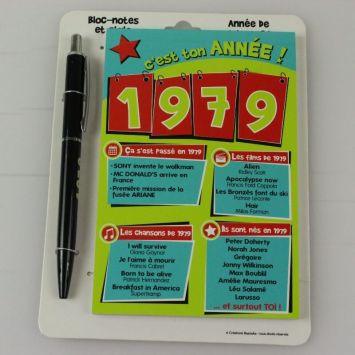 Bloc-notes
et
Année de
c'est ton ANNÉE !
1979
Ça s'est passé en 1979
• SONY invente le walkman
• MC DONALD'S arrive en
France
• Première mission de la
fusée ARIANE
Les films de 1979
Alien
Ridley Scott
Apocalypse now
Francis Ford Coppola
Les Bronzés font du ski
Patrice Leconte
Hair
Milos Forman
Les chansons de 1979
I will survive
Gloria Gaynor
Je l'aime à mourir
Francis Cabrel
Born to be alive
Patrick Hernandez
Breakfast in America
Supertramp
Ils sont nés en 1979
Peter Doherty
Norah Jones
Grégoire
Jonny Wilkinson
Max Boublil
Amélie Mauresmo
Léa Salamé
Larusso
... et surtout TOI !